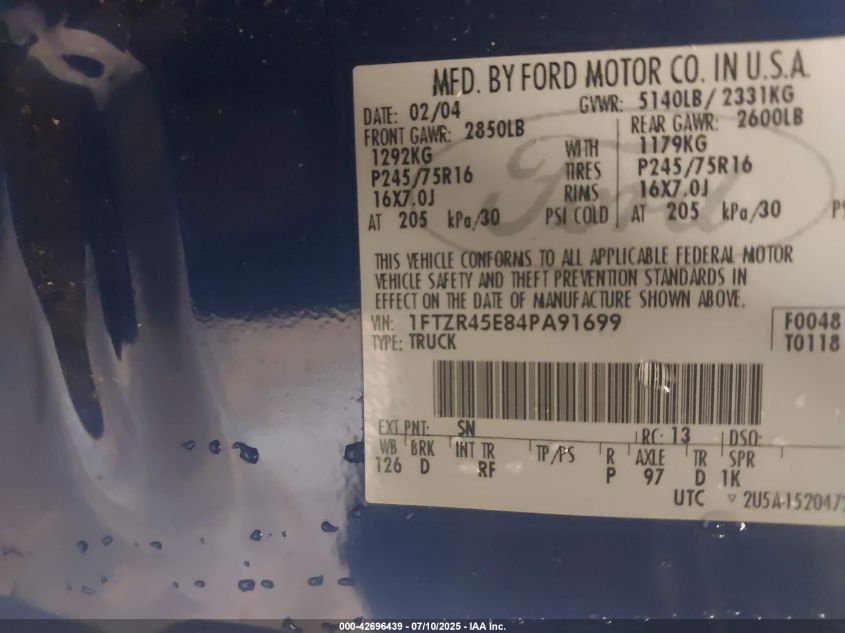 MFD. BY FORD MOTOR CO. IN U.S.A.
DATE: 02/04 GVWR: 5140LB/ 2331KG
FRONT GAWR: 2850LB REAR GAWR: 2600LB
1292KG WITH 1179KG
P245/75R16 TIRES P245/75R16
16X7.0J RIMS 16X7.0J
AT 205 kPa/30 PSI COLD AT 205 kPa/30
THIS VEHICLE CONFORMS TO ALL APPLICABLE FEDERAL MOTOR
VEHICLE SAFETY AND THEFT PREVENTION STANDARDS IN
EFFECT ON THE DATE OF MANUFACTURE SHOWN ABOVE.
VIN: 1FTZR45E84PA91699 F0048
TYPE: TRUCK T0118
EXT PNT: SN RC: 13 DSO:
WB BRK INT TR TP/PS R AXLE TR SPR
126 D RF P 97 D 1K
UTC ▽ 2U5A-1520472
Ford
000-42696439 - 07/10/2025 - IAA Inc.